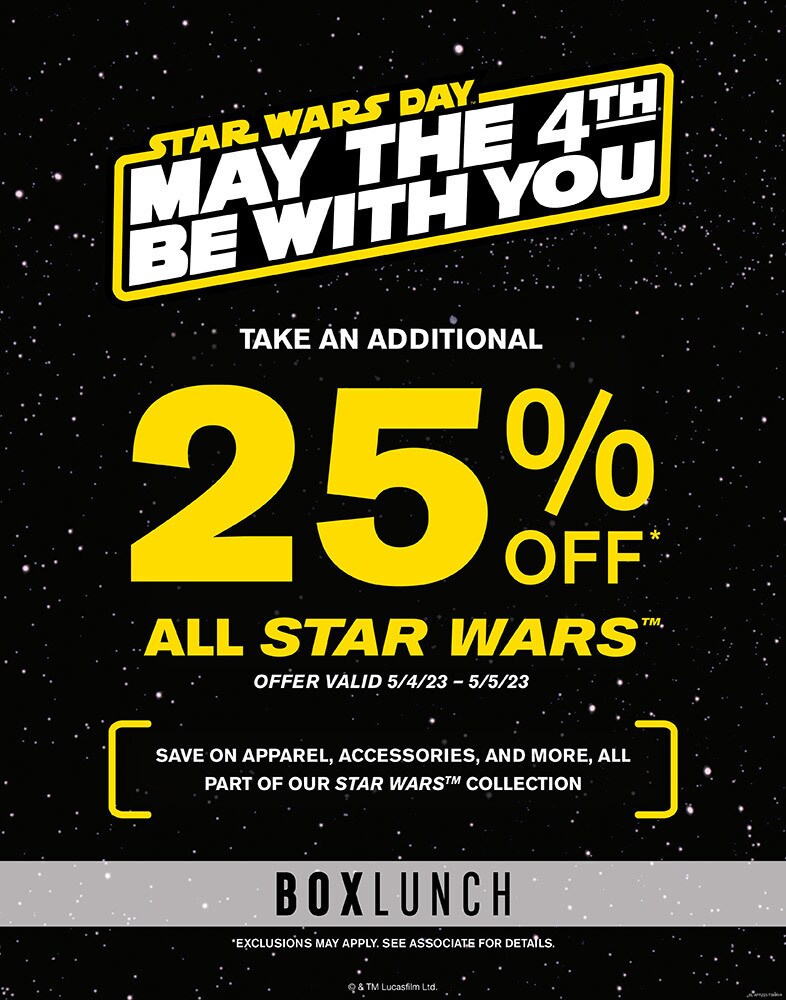 STAR WARS DAY™
MAY THE 4TH
BE WITH YOU
TAKE AN ADDITIONAL
25%
OFF*
ALL STAR WARS™
OFFER VALID 5/4/23 – 5/5/23
SAVE ON APPAREL, ACCESSORIES, AND MORE, ALL
PART OF OUR STAR WARS™ COLLECTION
BOXLUNCH
*EXCLUSIONS MAY APPLY. SEE ASSOCIATE FOR DETAILS.
© & TM Lucasfilm Ltd.